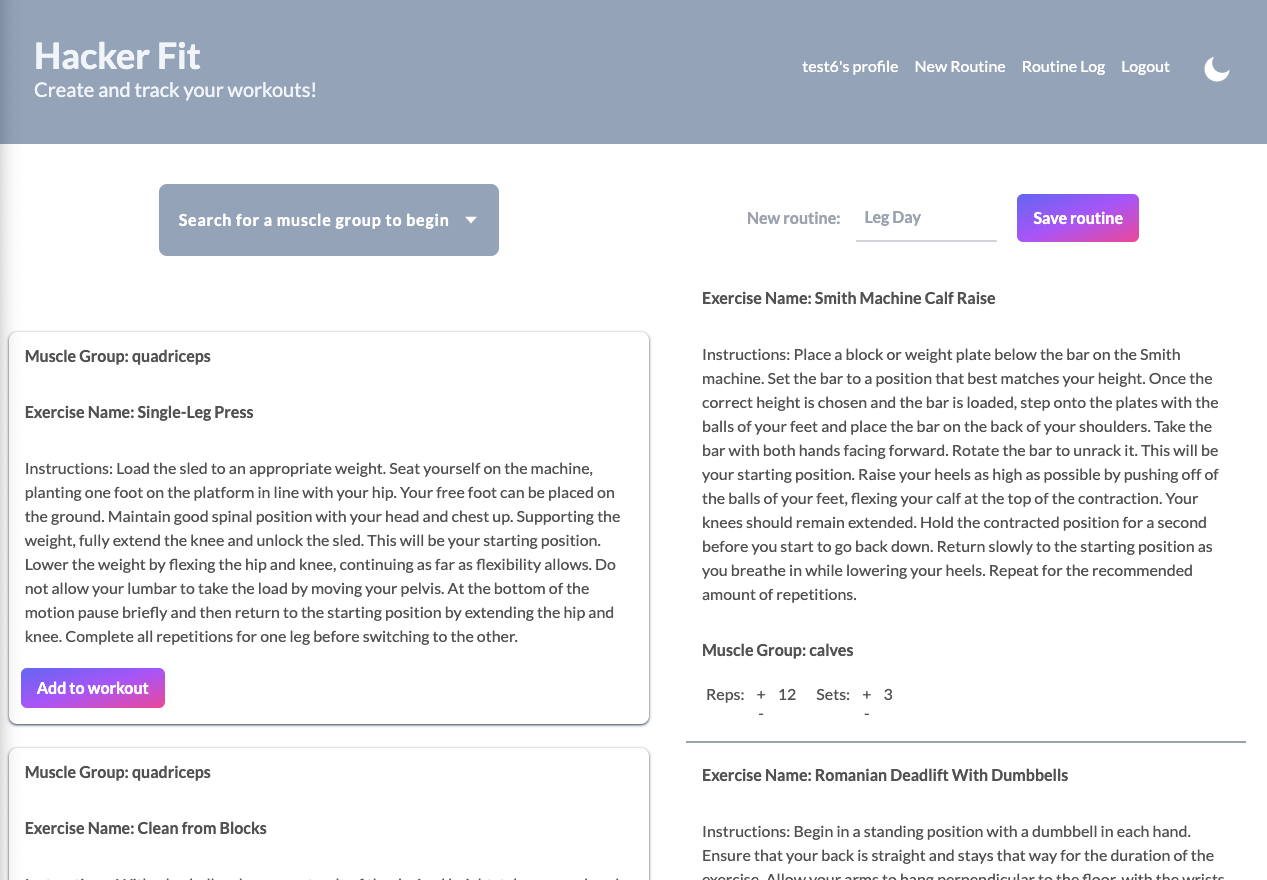 Hacker Fit
Create and track your workouts!
test6's profile New Routine Routine Log Logout
Search for a muscle group to begin
New routine: Leg Day Save routine
Muscle Group: quadriceps
Exercise Name: Single-Leg Press
Instructions: Load the sled to an appropriate weight. Seat yourself on the machine,
planting one foot on the platform in line with your hip. Your free foot can be placed on
the ground. Maintain good spinal position with your head and chest up. Supporting the
weight, fully extend the knee and unlock the sled. This will be your starting position.
Lower the weight by flexing the hip and knee, continuing as far as flexibility allows. Do
not allow your lumbar to take the load by moving your pelvis. At the bottom of the
motion pause briefly and then return to the starting position by extending the hip and
knee. Complete all repetitions for one leg before switching to the other.
Add to workout
Muscle Group: quadriceps
Exercise Name: Clean from Blocks
Exercise Name: Smith Machine Calf Raise
Instructions: Place a block or weight plate below the bar on the Smith
machine. Set the bar to a position that best matches your height. Once the
correct height is chosen and the bar is loaded, step onto the plates with the
balls of your feet and place the bar on the back of your shoulders. Take the
bar with both hands facing forward. Rotate the bar to unrack it. This will be
your starting position. Raise your heels as high as possible by pushing off of
the balls of your feet, flexing your calf at the top of the contraction. Your
knees should remain extended. Hold the contracted position for a second
before you start to go back down. Return slowly to the starting position as
you breathe in while lowering your heels. Repeat for the recommended
amount of repetitions.
Muscle Group: calves
Reps: + 12 Sets: + 3
- -
Exercise Name: Romanian Deadlift With Dumbbells
Instructions: Begin in a standing position with a dumbbell in each hand.
Ensure that your back is straight and stays that way for the duration of the
exercise. Allow your arms to hang perpendicular to the floor, with the wrists